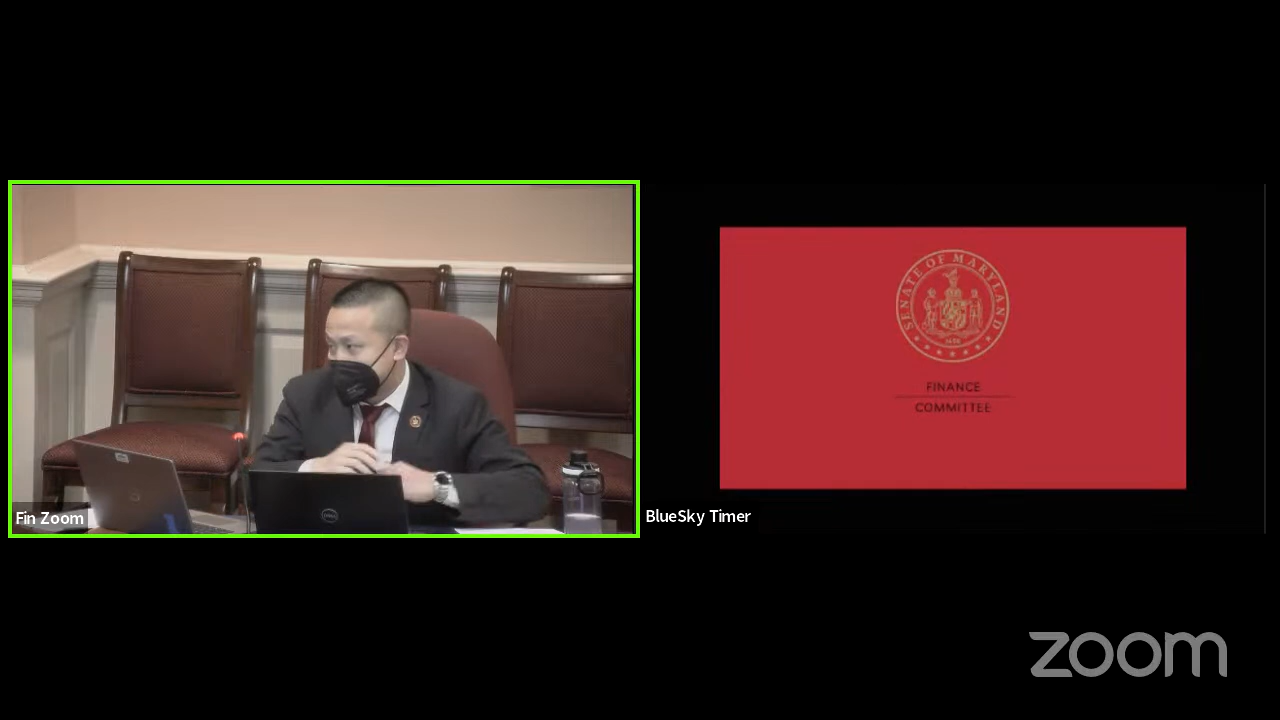 Fin Zoom
SENATE OF MARYLAND
FINANCE
COMMITTEE
BlueSky Timer
zoom